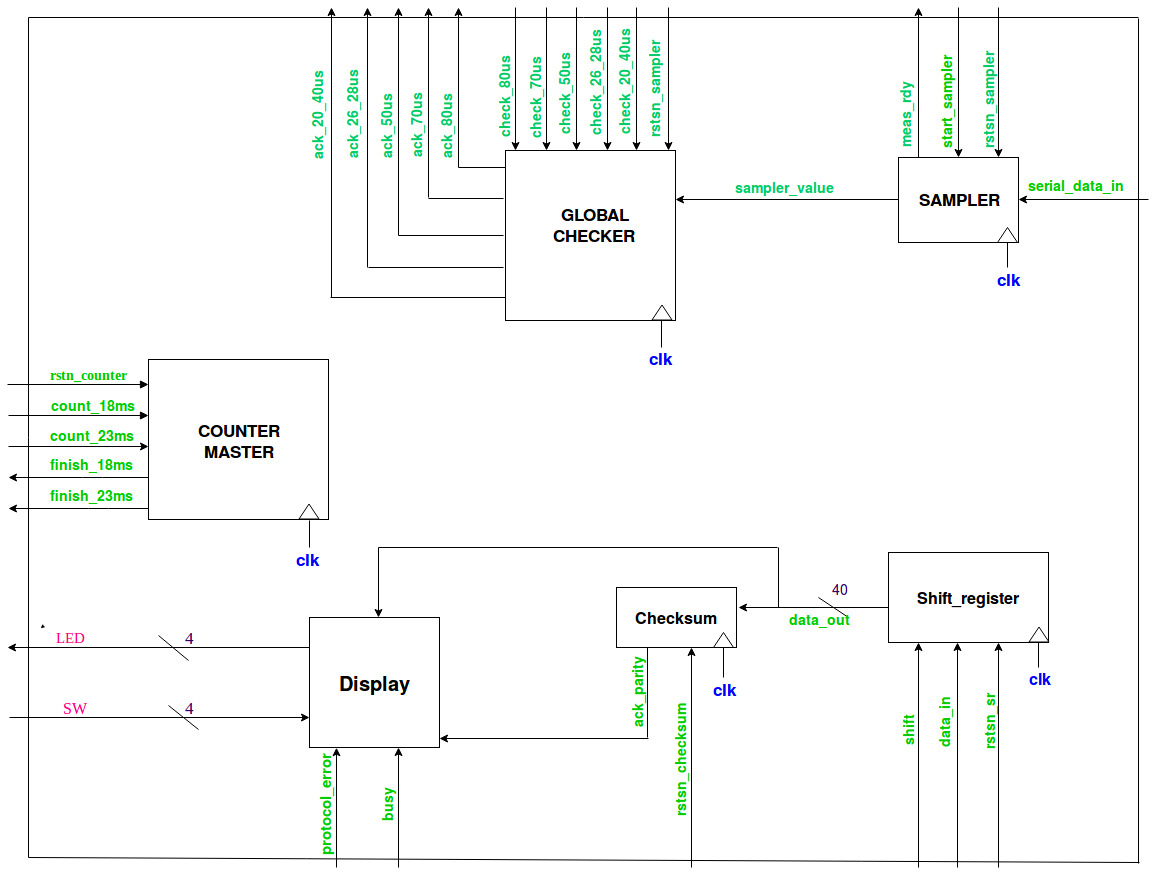 ack_20_40us
ack_26_28us
ack_50us
ack_70us
ack_80us
check_80us
check_70us
check_50us
check_26_28us
check_20_40us
rstsn_sampler
meas_rdy
start_sampler
rstsn_sampler
GLOBAL
CHECKER
clk
sampler_value
SAMPLER
clk
serial_data_in
rstn_counter
count_18ms
count_23ms
finish_18ms
finish_23ms
COUNTER
MASTER
clk
LED
4
SW
4
Display
protocol_error
busy
Checksum
clk
ack_parity
rstsn_checksum
40
data_out
Shift_register
clk
shift
data_in
rstsn_sr